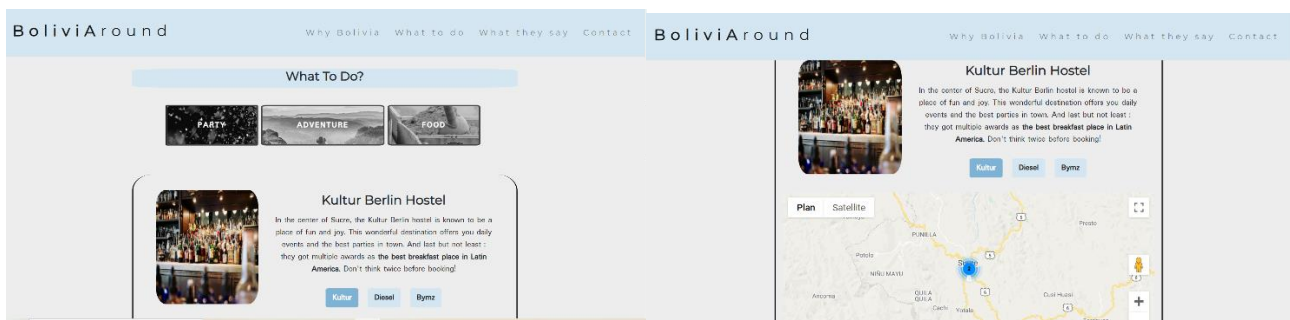 BoliviAround
Why Bolivia What to do What they say Contact
What To Do?
PARTY
ADVENTURE
FOOD
Kultur Berlin Hostel
In the center of Sucre, the Kultur Berlin hostel is known to be a
place of fun and joy. This wonderful destination offers you daily
events and the best parties in town. And last but not least :
they got multiple awards as the best breakfast place in Latin
America. Don't think twice before booking!
Kultur Diesel Bymz
BoliviAround
Why Bolivia What to do What they say Contact
Kultur Berlin Hostel
In the center of Sucre, the Kultur Berlin hostel is known to be a
place of fun and joy. This wonderful destination offers you daily
events and the best parties in town. And last but not least :
they got multiple awards as the best breakfast place in Latin
America. Don't think twice before booking!
Kultur Diesel Bymz
Plan Satellite
Presto
PUNILLA
Potolo
NIÑU MAYU
QUILA
QUILA
Yotala